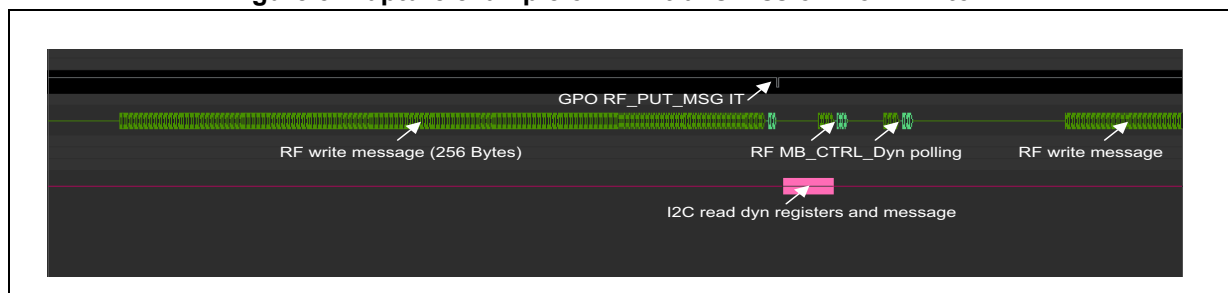 GPO RF_PUT_MSG IT
RF write message (256 Bytes)
RF MB_CTRL_Dyn polling
RF write message
I2C read dyn registers and message